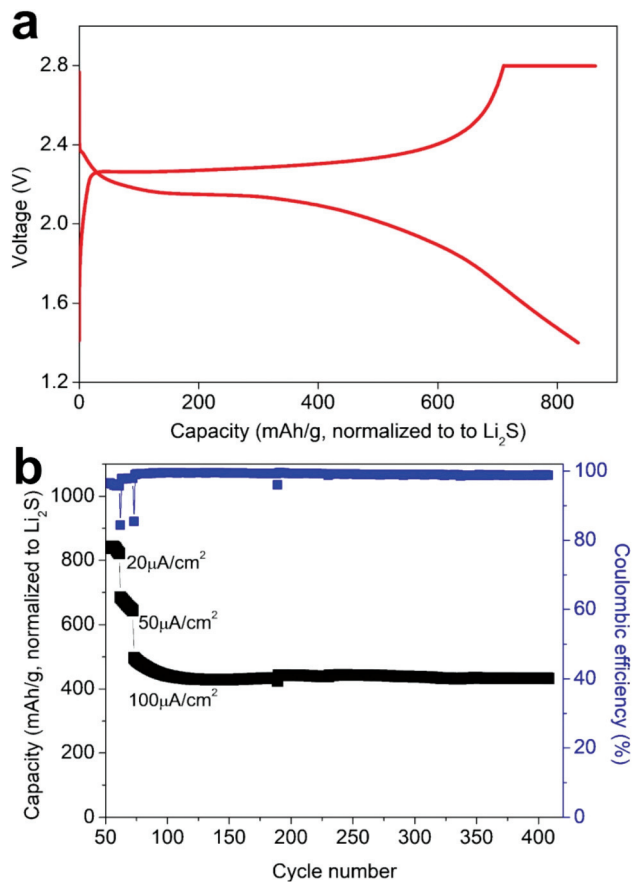 a
2.8
2.4
2.0
1.6
1.2
Voltage (V)
0 200 400 600 800
Capacity (mAh/g, normalized to to Li₂S)
b
1000
800
600
400
200
0
Capacity (mAh/g, normalized to Li₂S)
20μA/cm²
50μA/cm²
100μA/cm²
100
80
60
40
20
0
Coulombic efficiency (%)
50 100 150 200 250 300 350 400
Cycle number